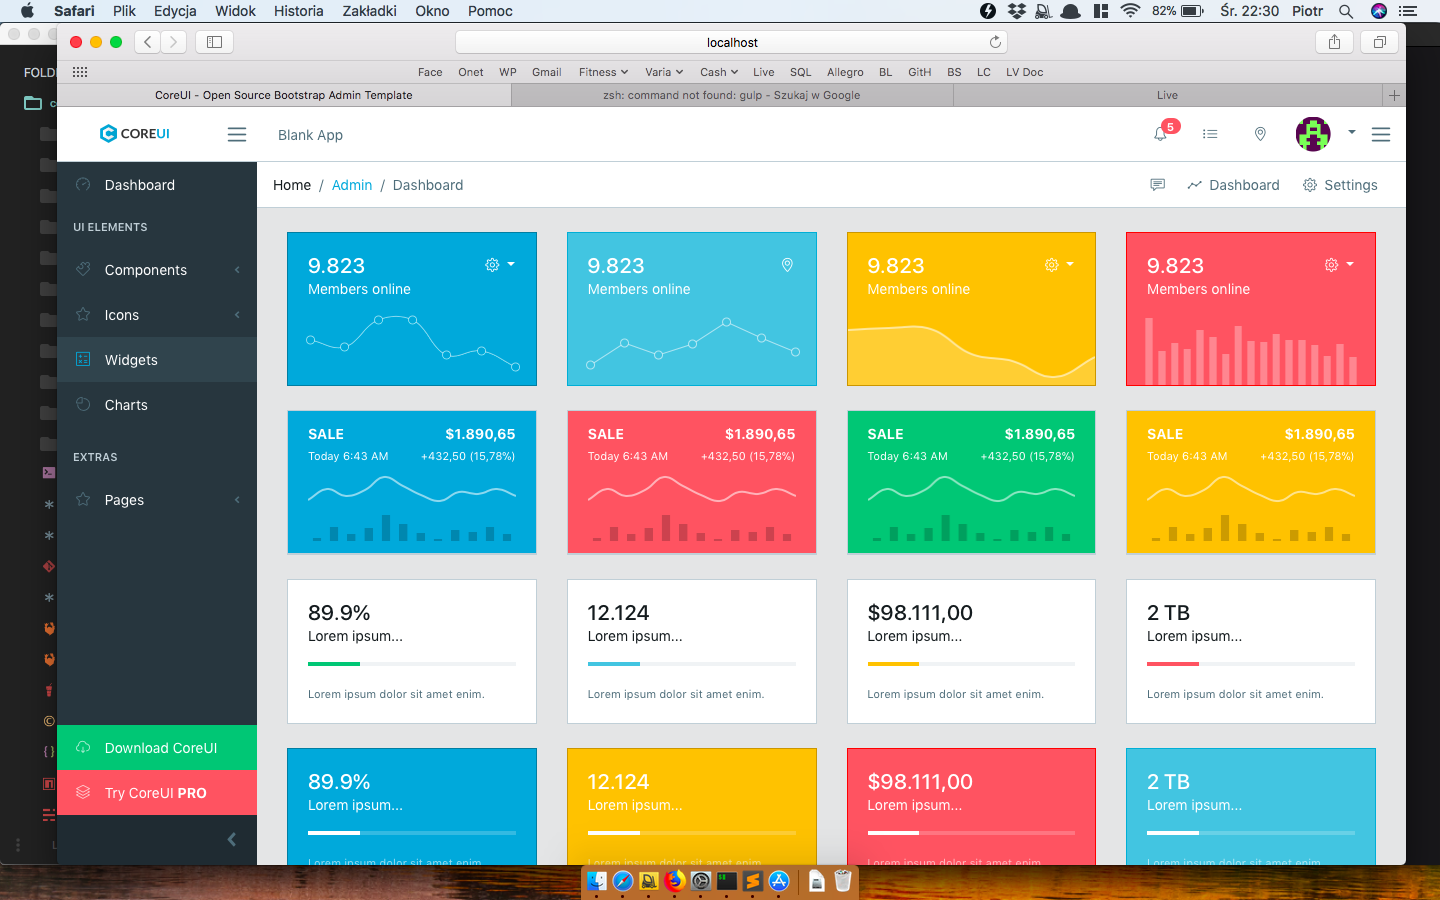 Safari Plik Edycja Widok Historia Zakładki Okno Pomoc 82% Śr. 22:30 Piotr
localhost
Face Onet WP Gmail Fitness Varia Cash Live SQL Allegro BL GitH BS LC LV Doc
CoreUI - Open Source Bootstrap Admin Template zsh: command not found: gulp - Szukaj w Google Live
FOLD
COREUI Blank App 5
Home / Admin / Dashboard Dashboard Settings
Dashboard
UI ELEMENTS
Components
Icons
Widgets
Charts
EXTRAS
Pages
Download CoreUI
Try CoreUI PRO
9.823 9.823 9.823 9.823
Members online Members online Members online Members online
SALE $1.890,65 SALE $1.890,65 SALE $1.890,65 SALE $1.890,65
Today 6:43 AM +432,50 (15,78%) Today 6:43 AM +432,50 (15,78%) Today 6:43 AM +432,50 (15,78%) Today 6:43 AM +432,50 (15,78%)
89.9% 12.124 $98.111,00 2 TB
Lorem ipsum... Lorem ipsum... Lorem ipsum... Lorem ipsum...
Lorem ipsum dolor sit amet enim. Lorem ipsum dolor sit amet enim. Lorem ipsum dolor sit amet enim. Lorem ipsum dolor sit amet enim.
89.9% 12.124 $98.111,00 2 TB
Lorem ipsum... Lorem ipsum... Lorem ipsum... Lorem ipsum...
Lorem ipsum dolor sit amet enim. Lorem ipsum dolor sit amet enim. Lorem ipsum dolor sit amet enim. Lorem ipsum dolor sit amet enim.